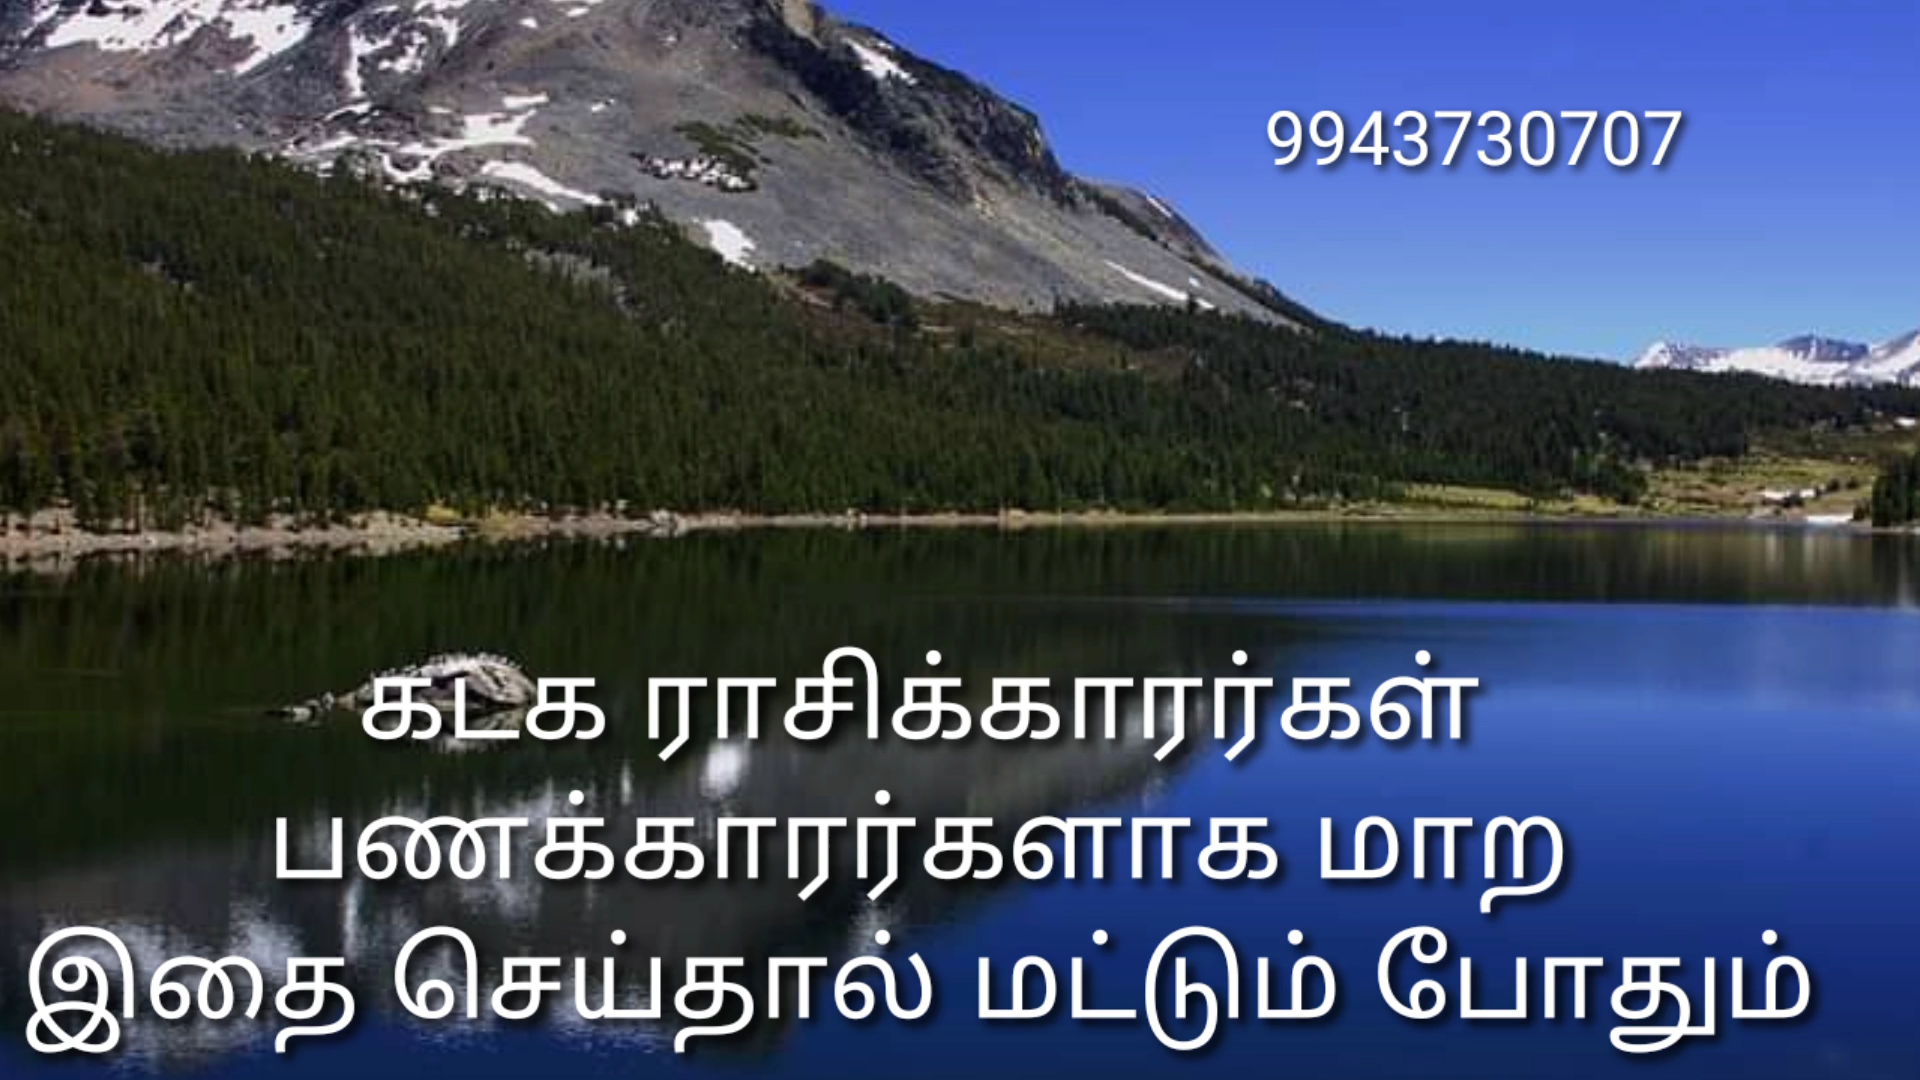 9943730707
கடக ராசிக்காரர்கள்
பணக்காரர்களாக மாற
இதை செய்தால் மட்டும் போதும்